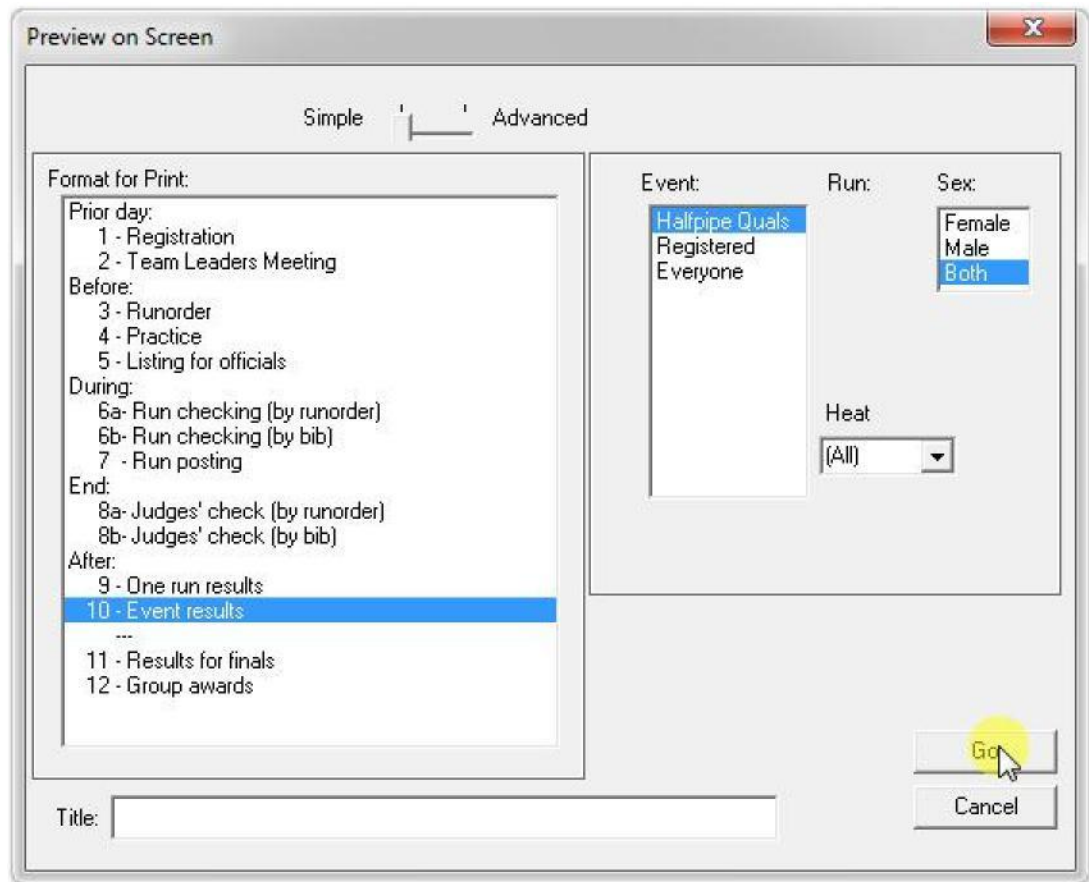 Preview on Screen
Simple Advanced
Format for Print:
Prior day:
1 - Registration
2 - Team Leaders Meeting
Before:
3 - Runorder
4 - Practice
5 - Listing for officials
During:
6a- Run checking (by runorder)
6b- Run checking (by bib)
7 - Run posting
End:
8a- Judges' check (by runorder)
8b- Judges' check (by bib)
After:
9 - One run results
10 - Event results
---
11 - Results for finals
12 - Group awards
Event:
Halfpipe Quals
Registered
Everyone
Run:
Sex:
Female
Male
Both
Heat
(All)
Go
Cancel
Title: